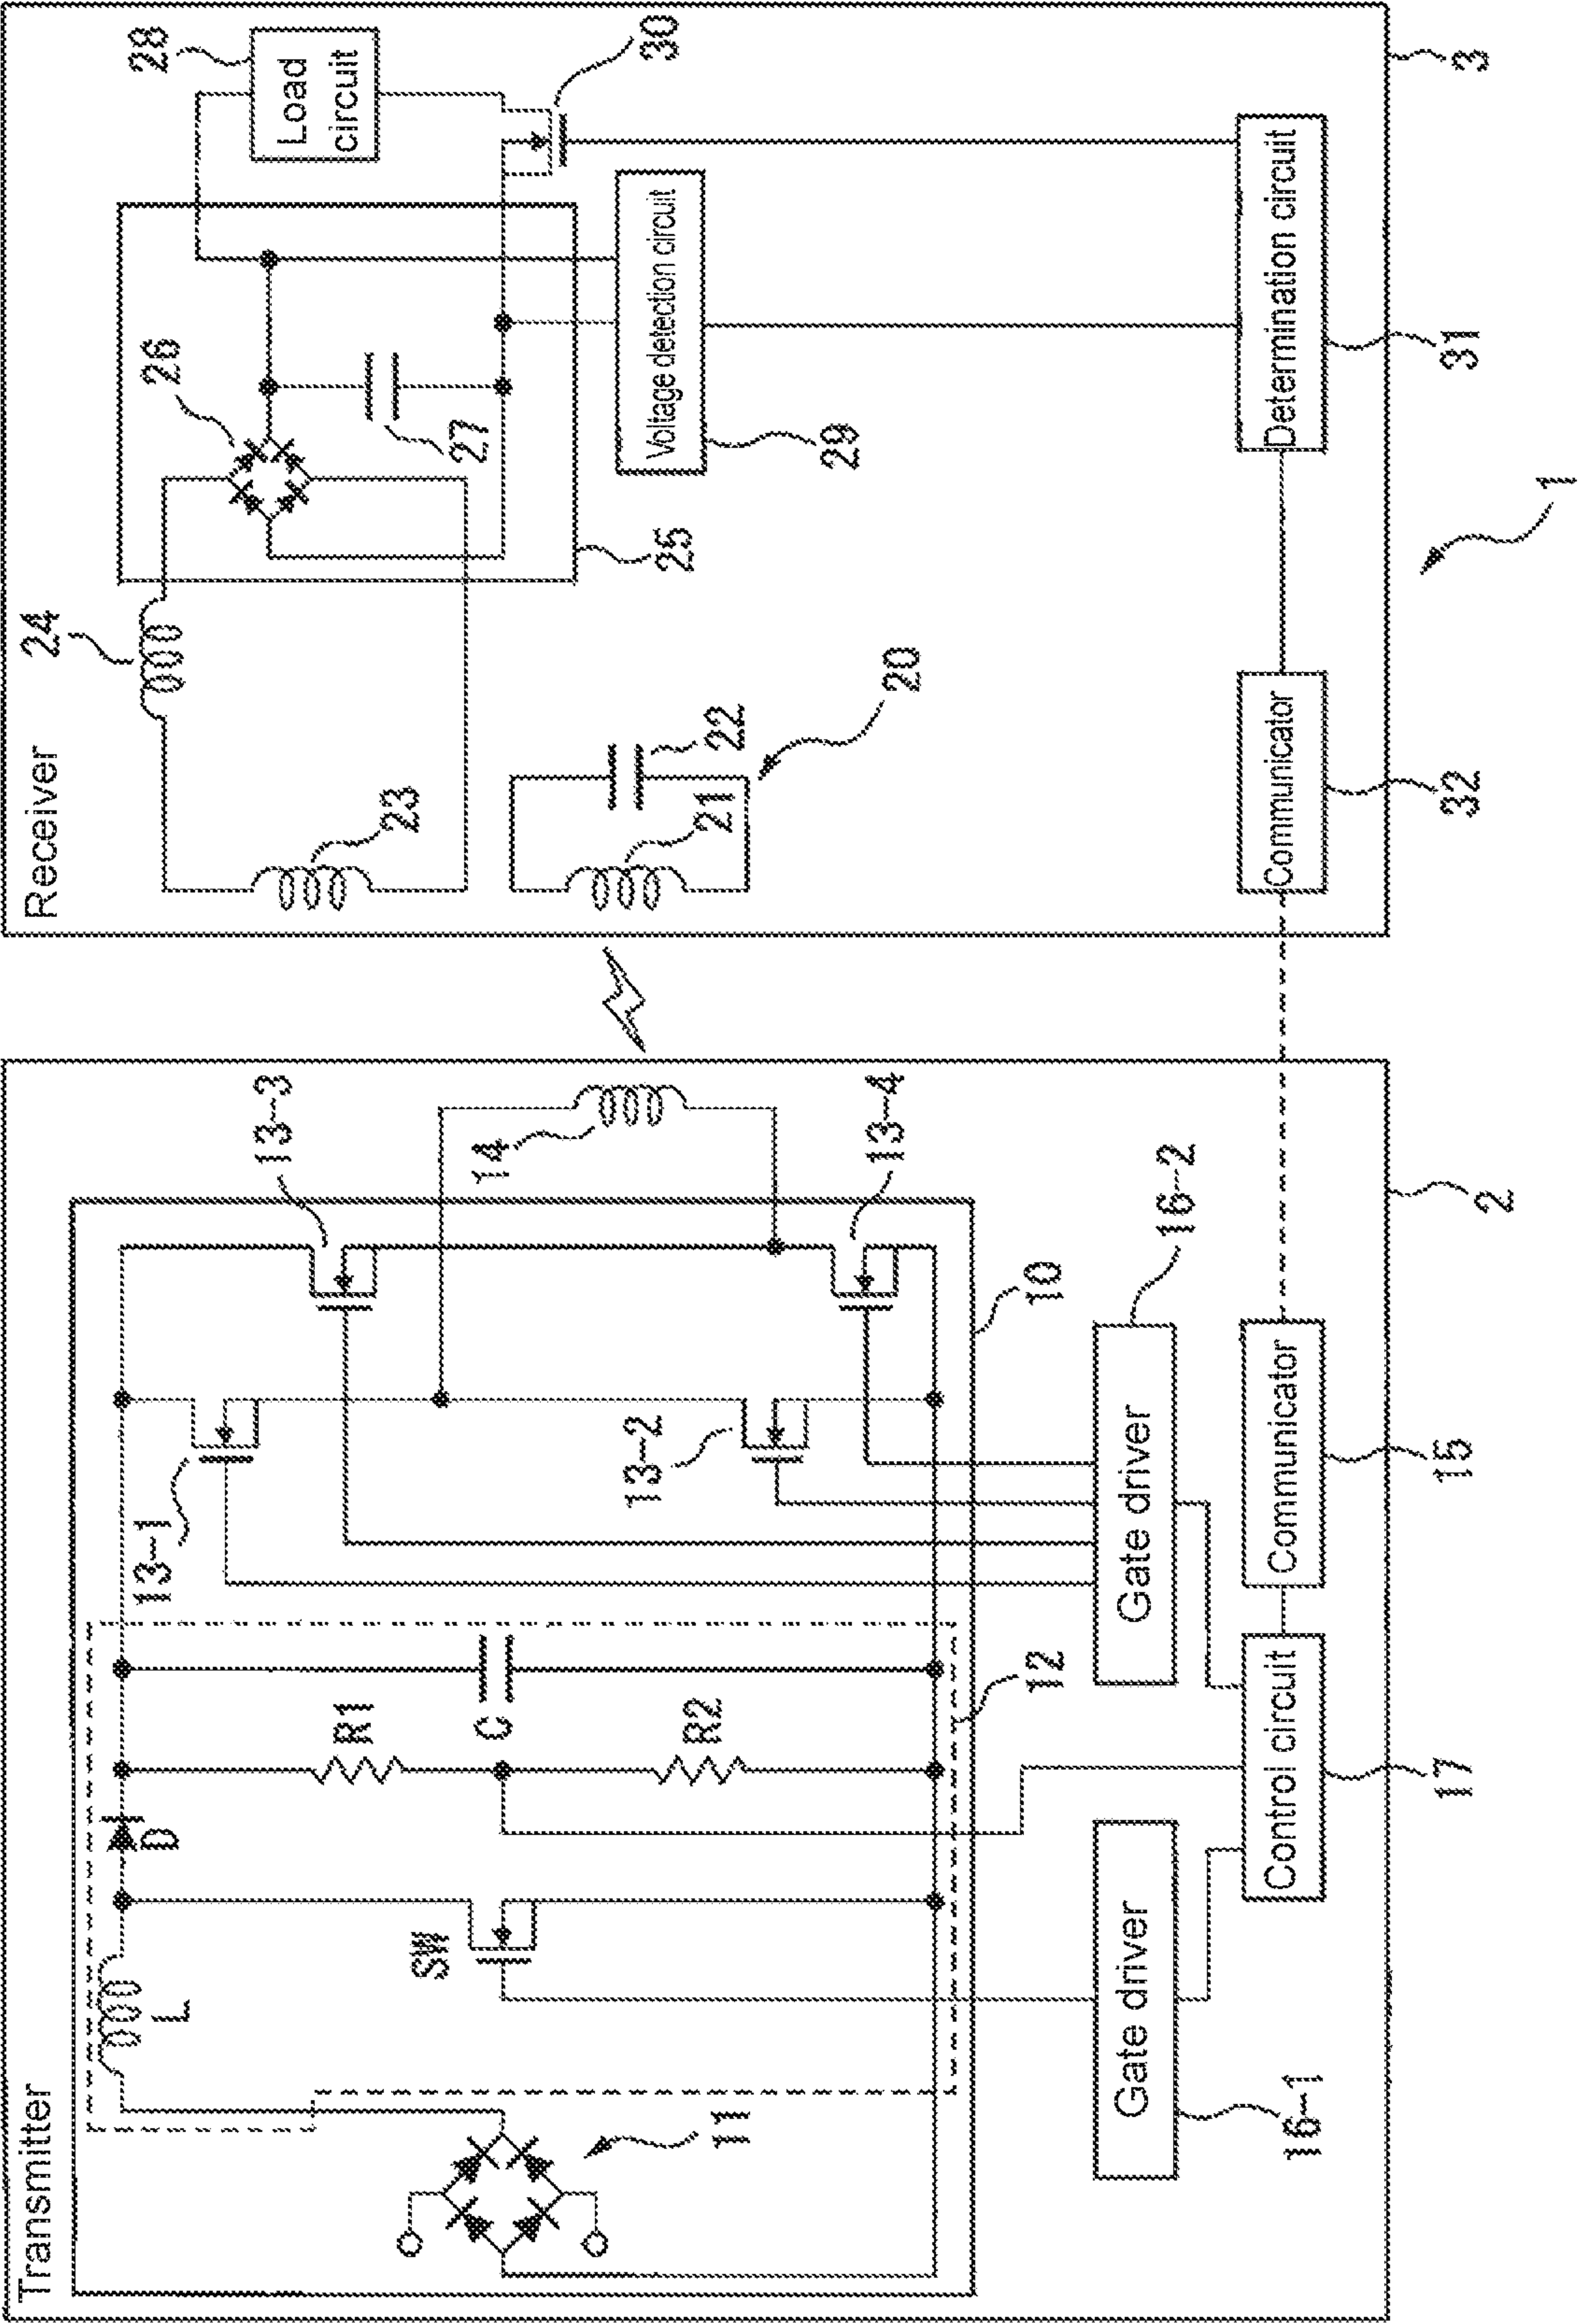 Transmitter
11
L
SW
D
R1
R2
C
12
13-1
13-2
13-3
13-4
14
10
Gate driver
16-1
Gate driver
16-2
Control circuit
17
Communicator
15
2
Receiver
23
24
21
22
20
25
26
27
Load
circuit
28
Voltage detection circuit
29
30
Determination circuit
31
Communicator
32
3
1